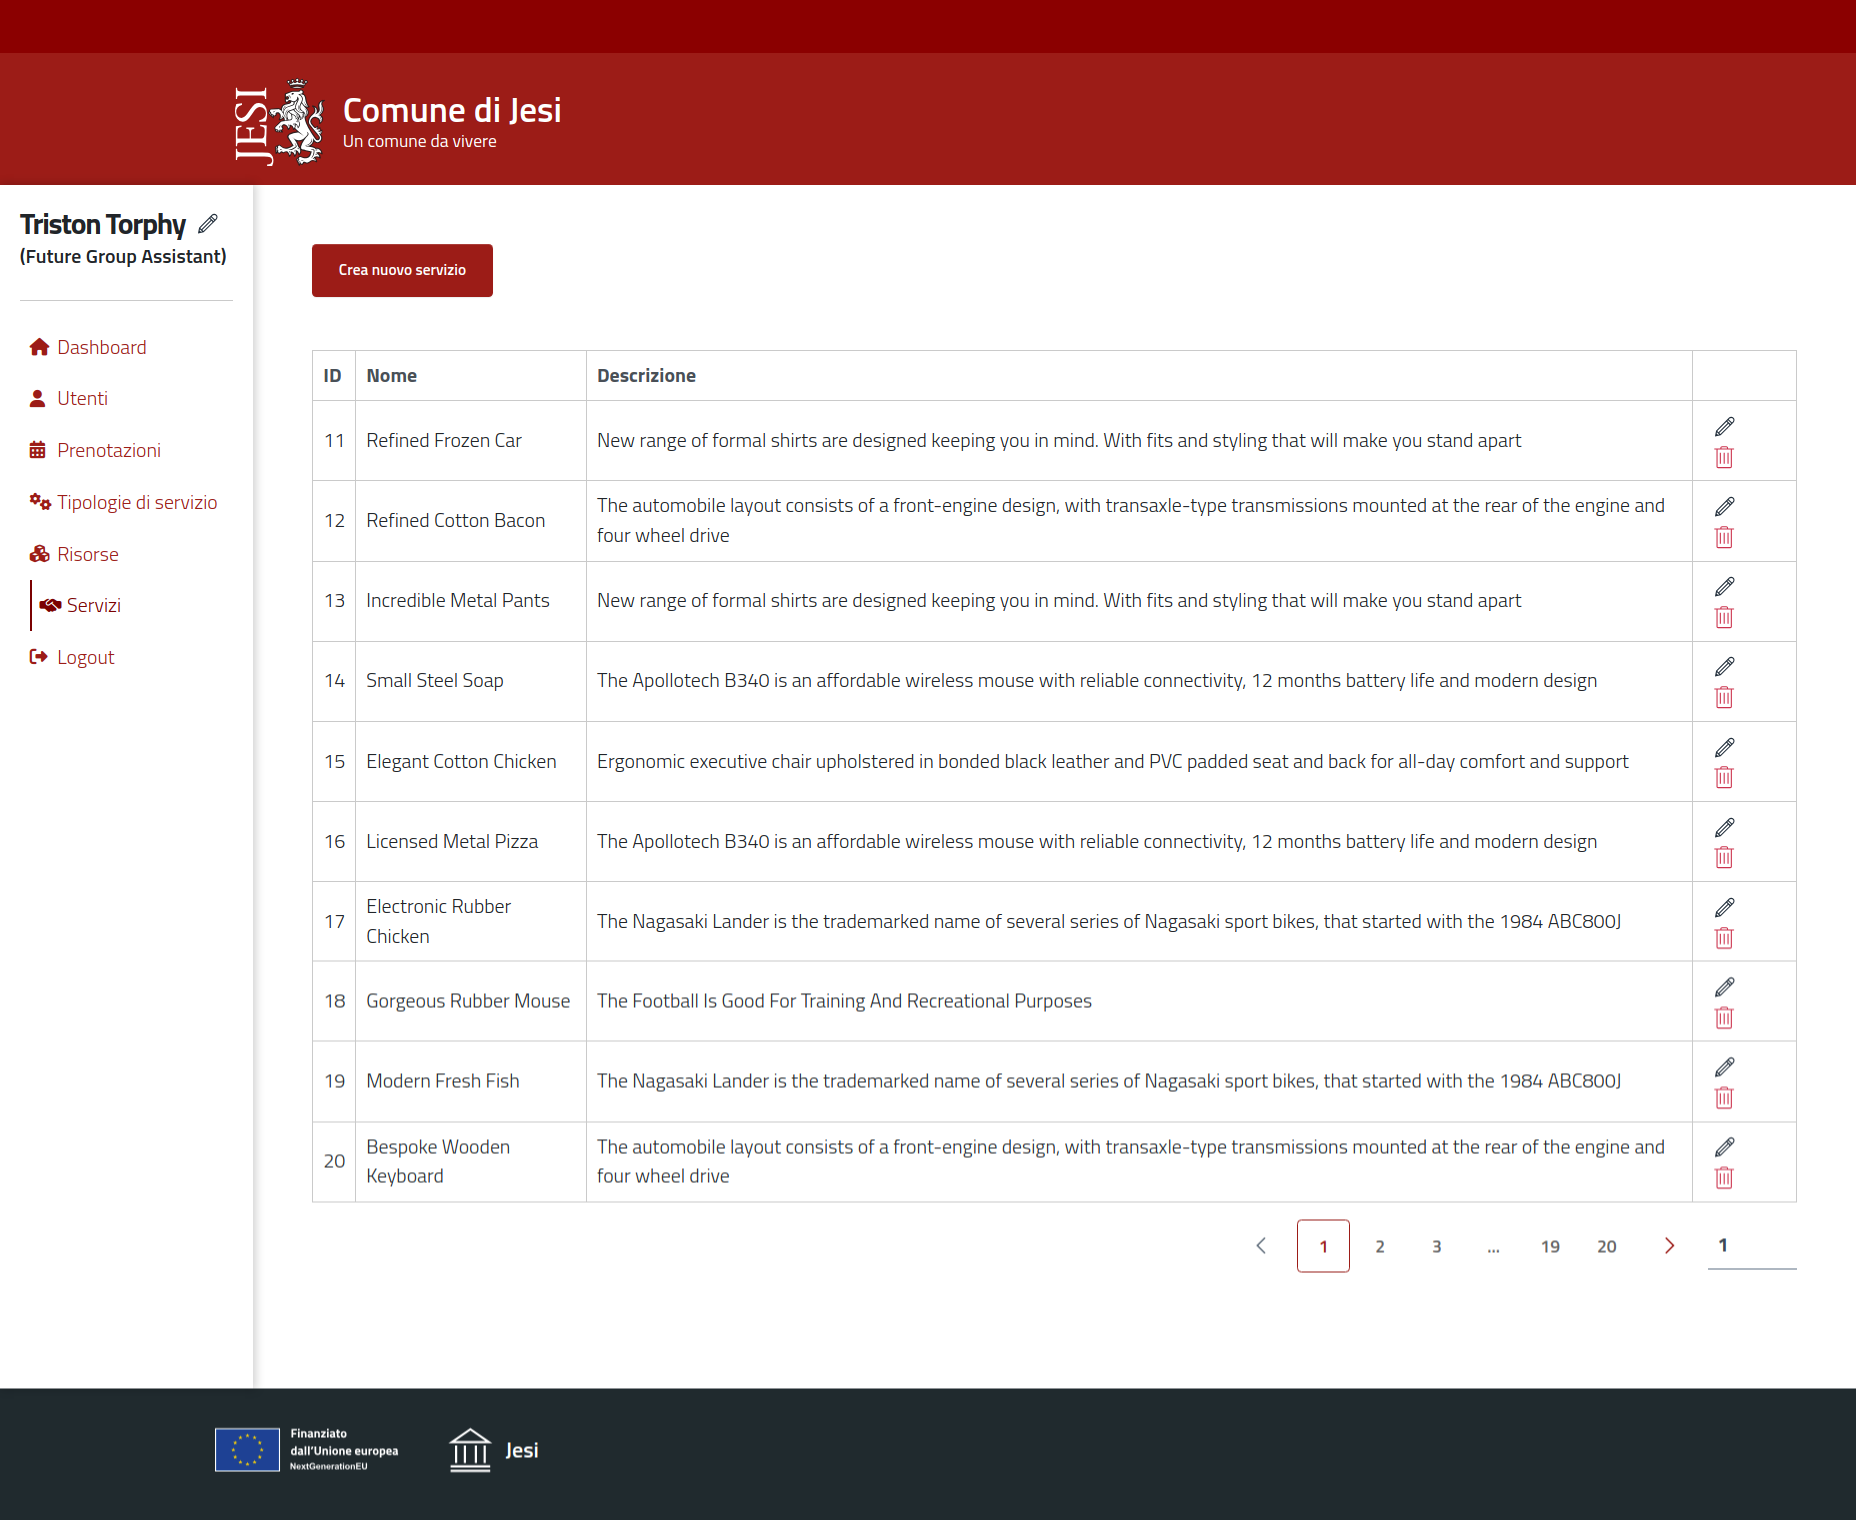 JESI
Comune di Jesi
Un comune da vivere
Triston Torphy
(Future Group Assistant)
Dashboard
Utenti
Prenotazioni
Tipologie di servizio
Risorse
Servizi
Logout
Crea nuovo servizio
ID Nome Descrizione
11 Refined Frozen Car New range of formal shirts are designed keeping you in mind. With fits and styling that will make you stand apart
12 Refined Cotton Bacon The automobile layout consists of a front-engine design, with transaxle-type transmissions mounted at the rear of the engine and
four wheel drive
13 Incredible Metal Pants New range of formal shirts are designed keeping you in mind. With fits and styling that will make you stand apart
14 Small Steel Soap The Apollotech B340 is an affordable wireless mouse with reliable connectivity, 12 months battery life and modern design
15 Elegant Cotton Chicken Ergonomic executive chair upholstered in bonded black leather and PVC padded seat and back for all-day comfort and support
16 Licensed Metal Pizza The Apollotech B340 is an affordable wireless mouse with reliable connectivity, 12 months battery life and modern design
17 Electronic Rubber
Chicken The Nagasaki Lander is the trademarked name of several series of Nagasaki sport bikes, that started with the 1984 ABC800J
18 Gorgeous Rubber Mouse The Football Is Good For Training And Recreational Purposes
19 Modern Fresh Fish The Nagasaki Lander is the trademarked name of several series of Nagasaki sport bikes, that started with the 1984 ABC800J
20 Bespoke Wooden
Keyboard The automobile layout consists of a front-engine design, with transaxle-type transmissions mounted at the rear of the engine and
four wheel drive
1 2 3 ... 19 20 1
Finanziato
dall'Unione europea
NextGenerationEU
Jesi